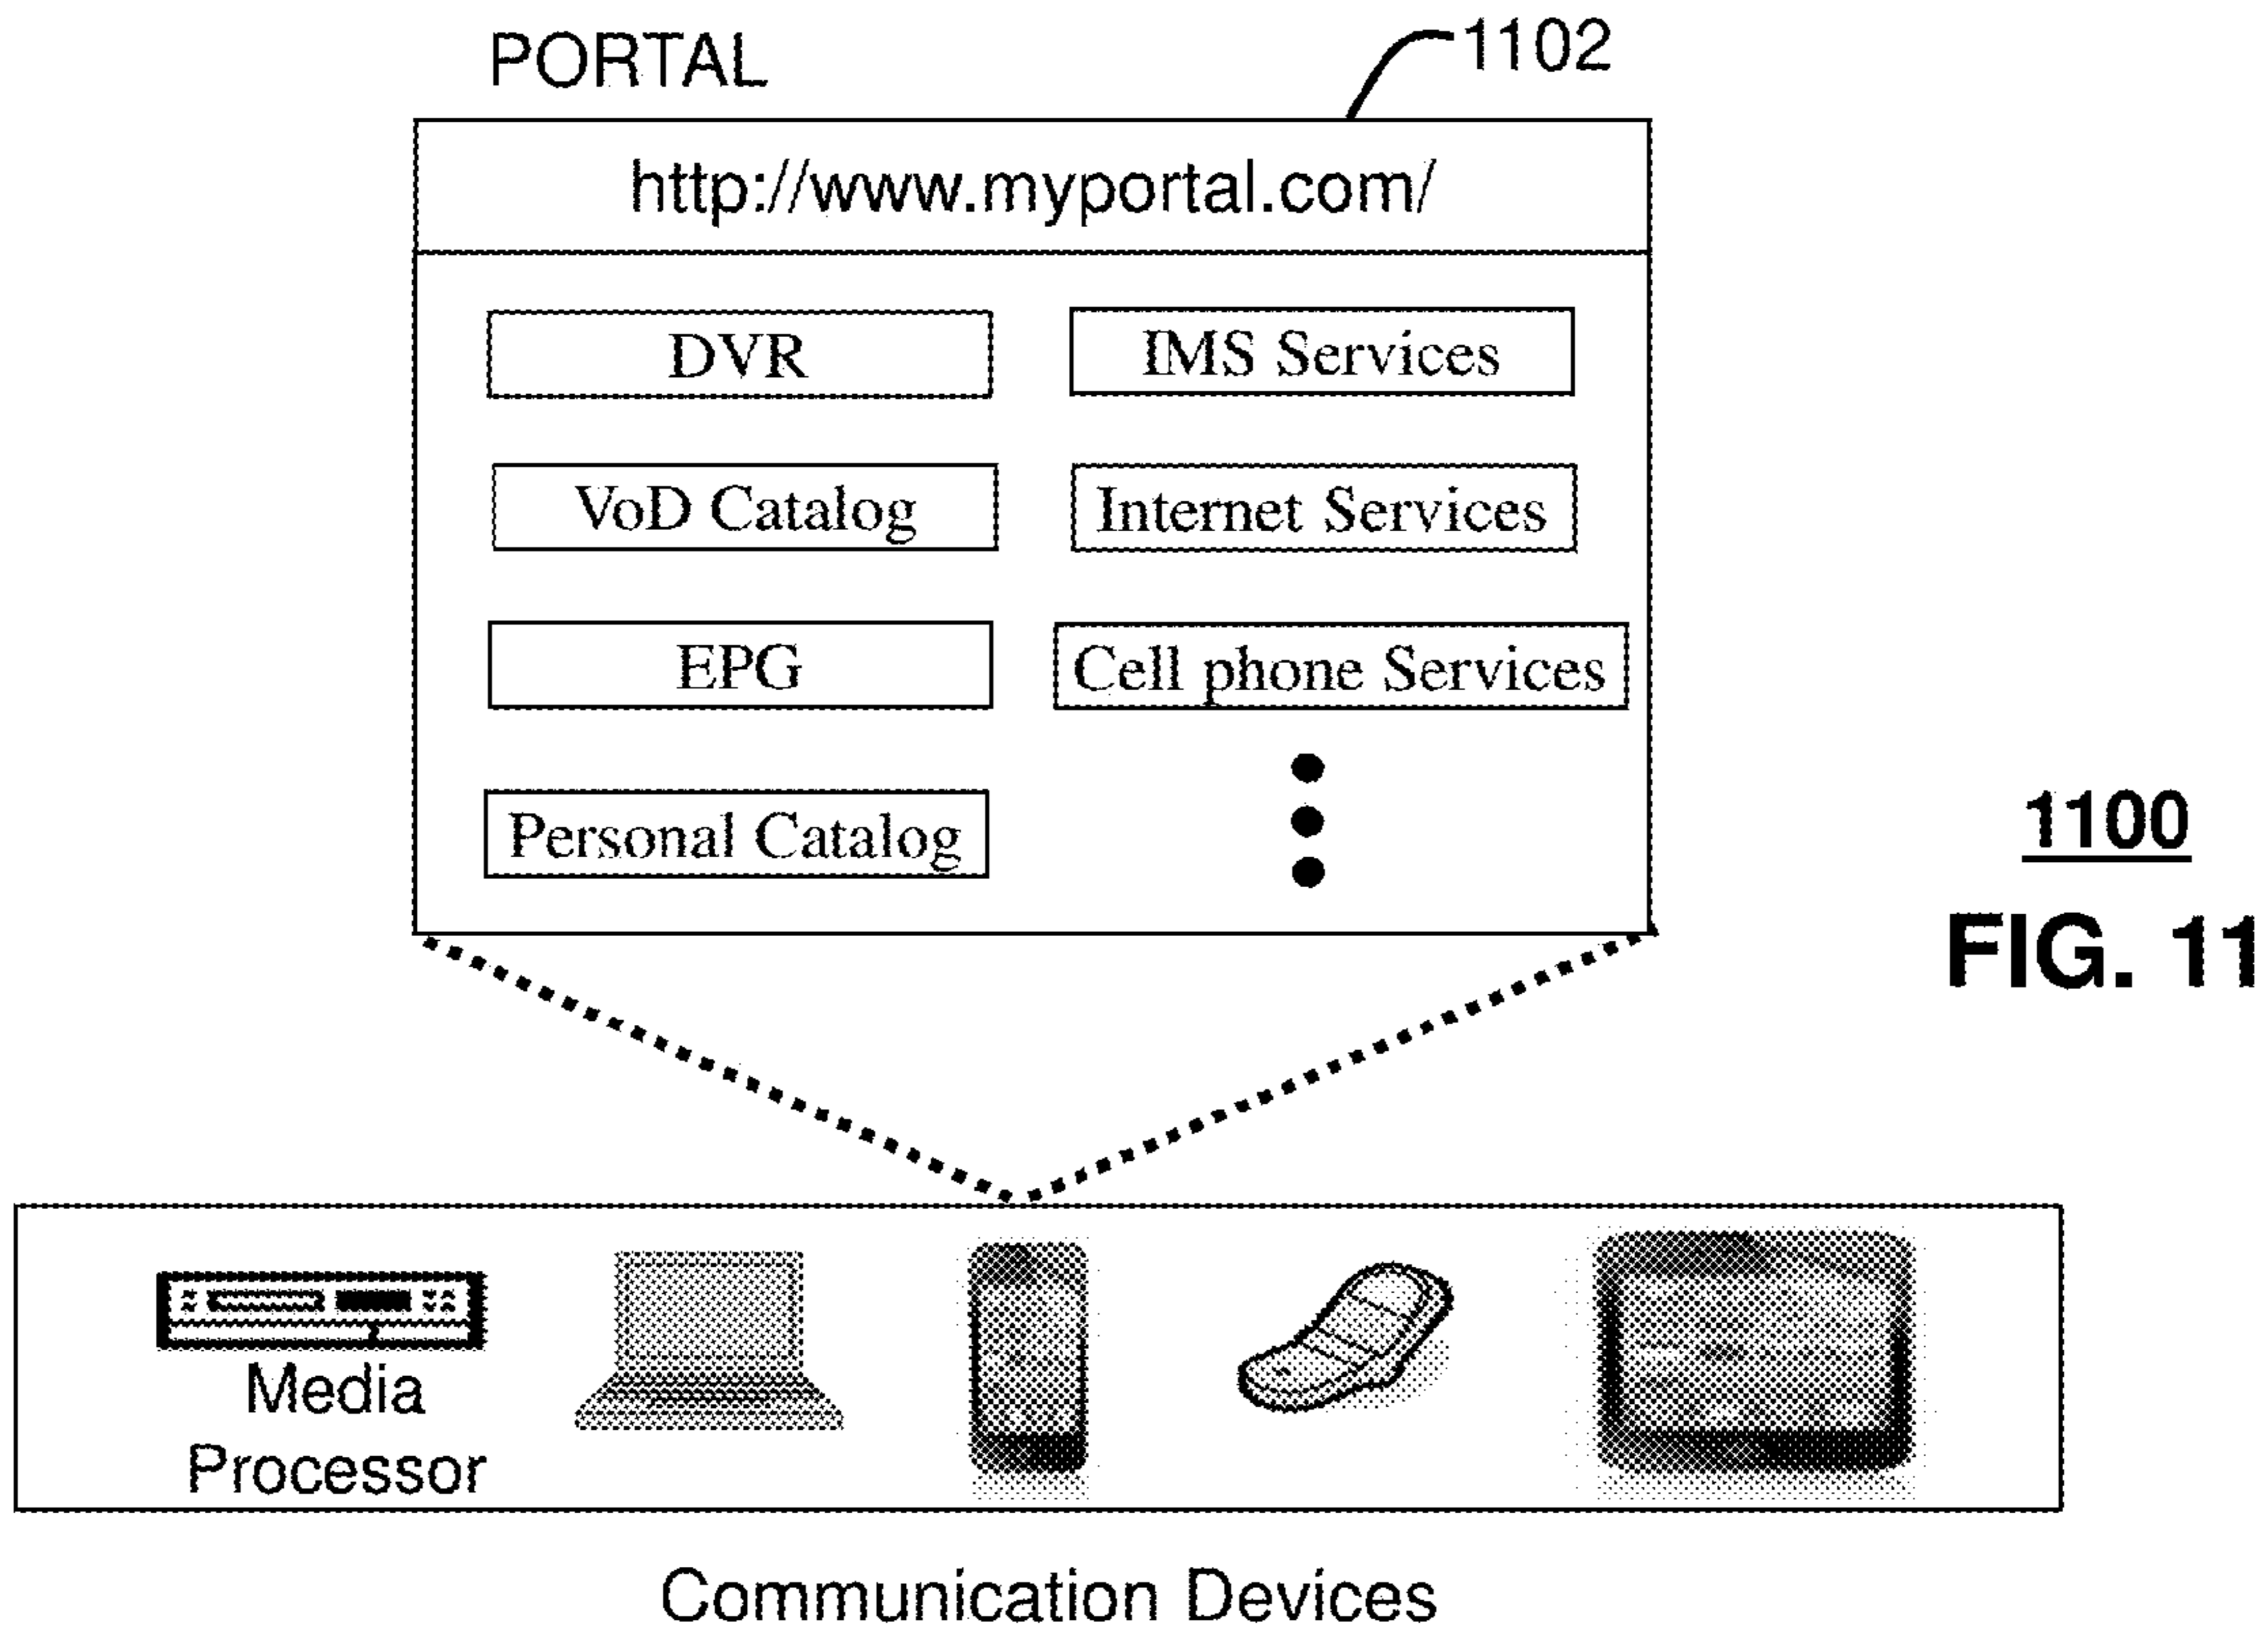 PORTAL
1102
http://www.myportal.com/
DVR
IMS Services
VoD Catalog
Internet Services
EPG
Cell phone Services
Personal Catalog
1100
FIG. 11
Media
Processor
Communication Devices